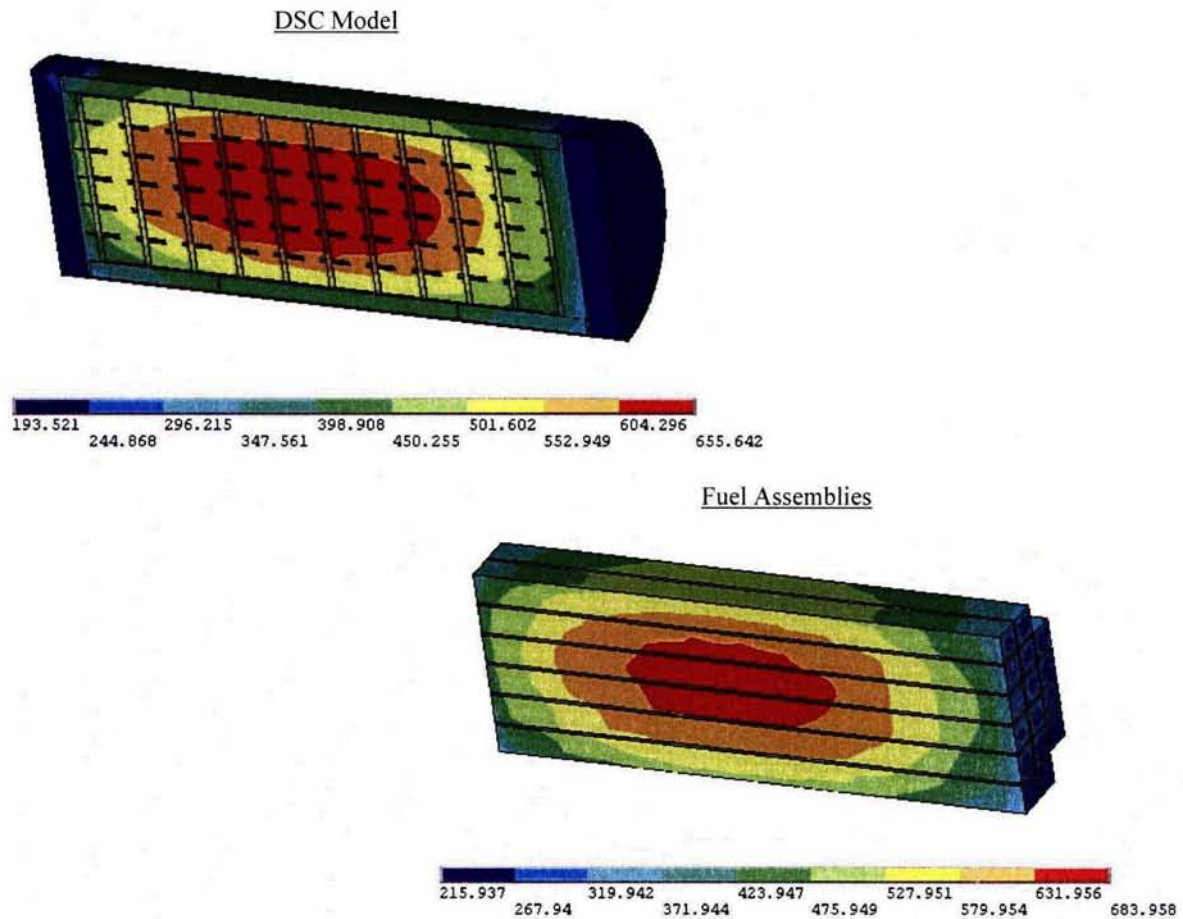 DSC Model
193.521 296.215 398.908 501.602 604.296
244.868 347.561 450.255 552.949 655.642
Fuel Assemblies
215.937 319.942 423.947 527.951 631.956
267.94 371.944 475.949 579.954 683.958